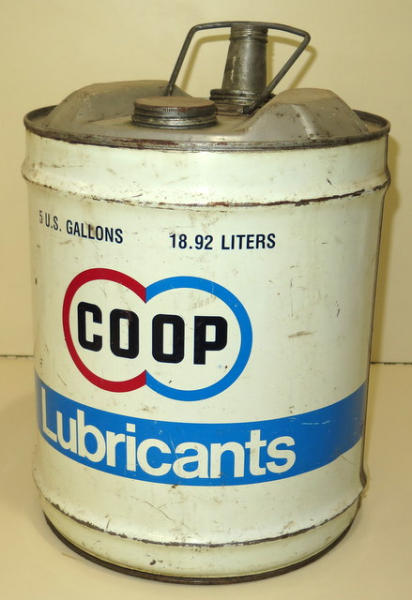 5 U.S. GALLONS 18.92 LITERS
COOP
Lubricants